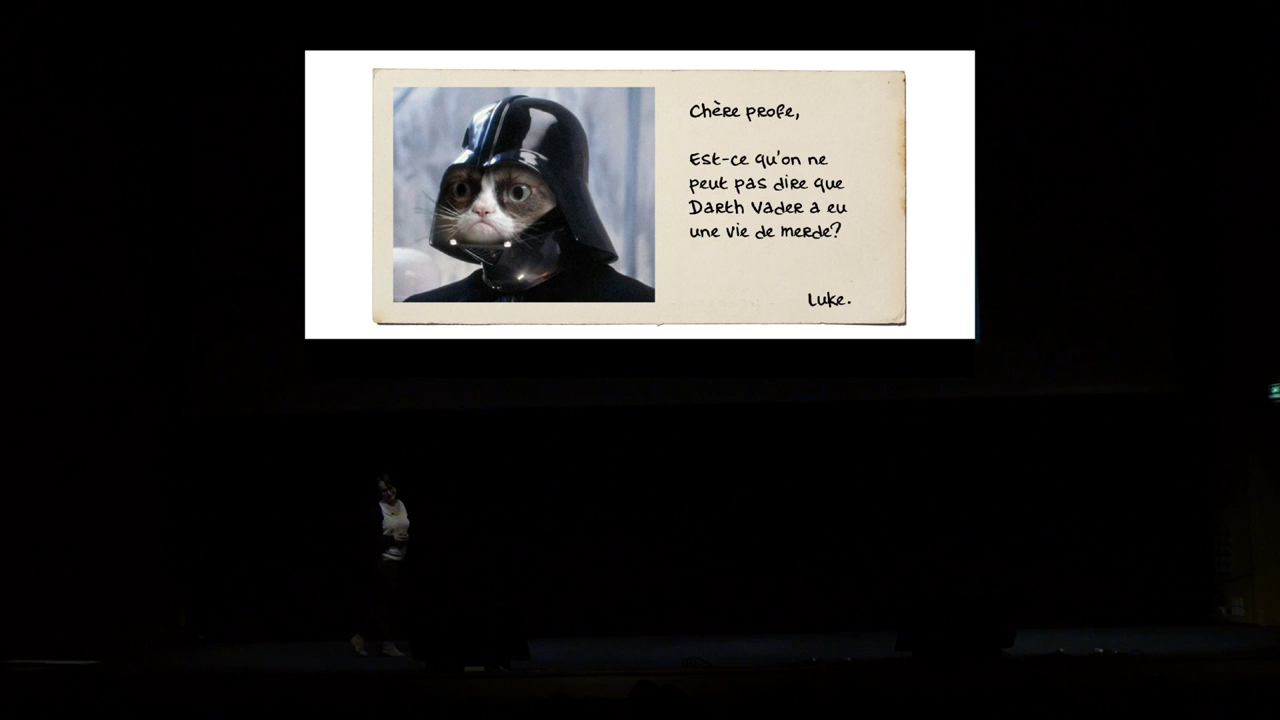 Chère profe,
Est-ce qu'on ne
peut pas dire que
Darth Vader a eu
une vie de merde?
Luke.